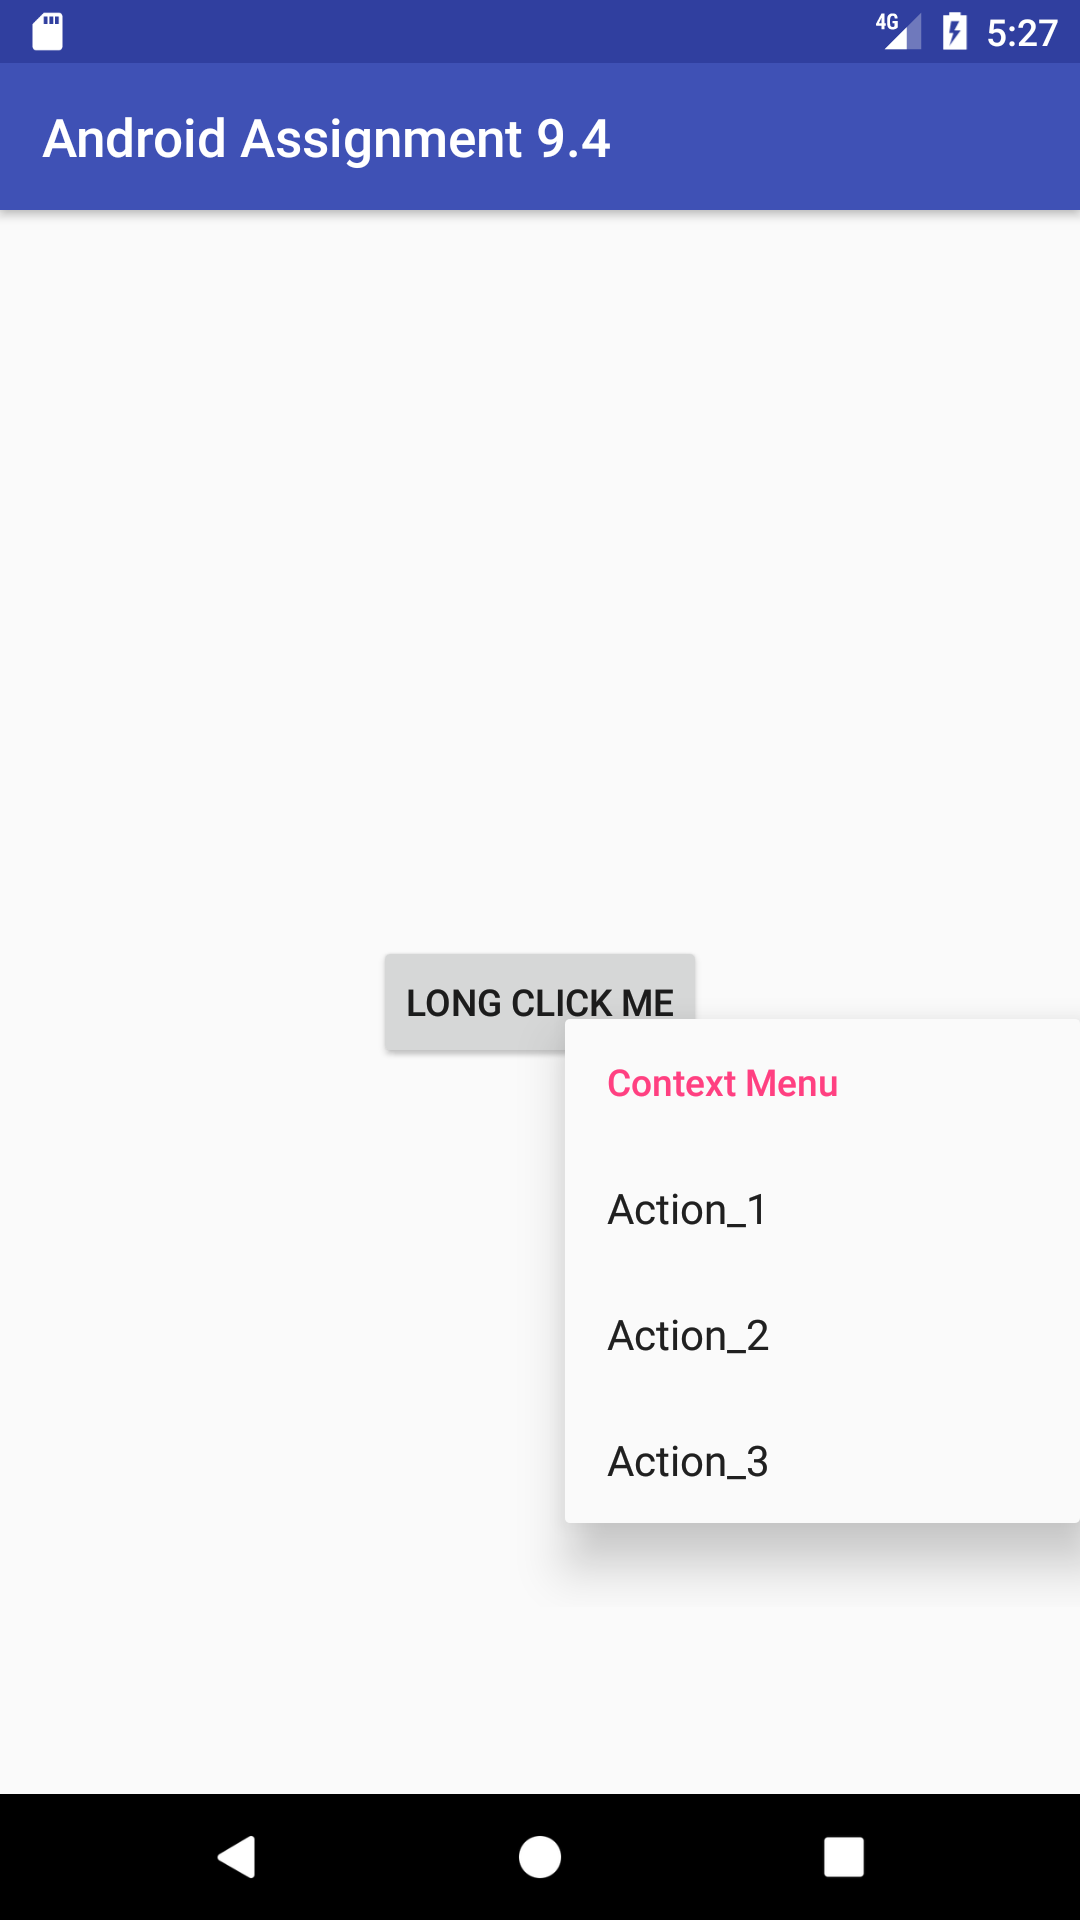 4G 5:27
Android Assignment 9.4
LONG CLICK ME
Context Menu
Action_1
Action_2
Action_3